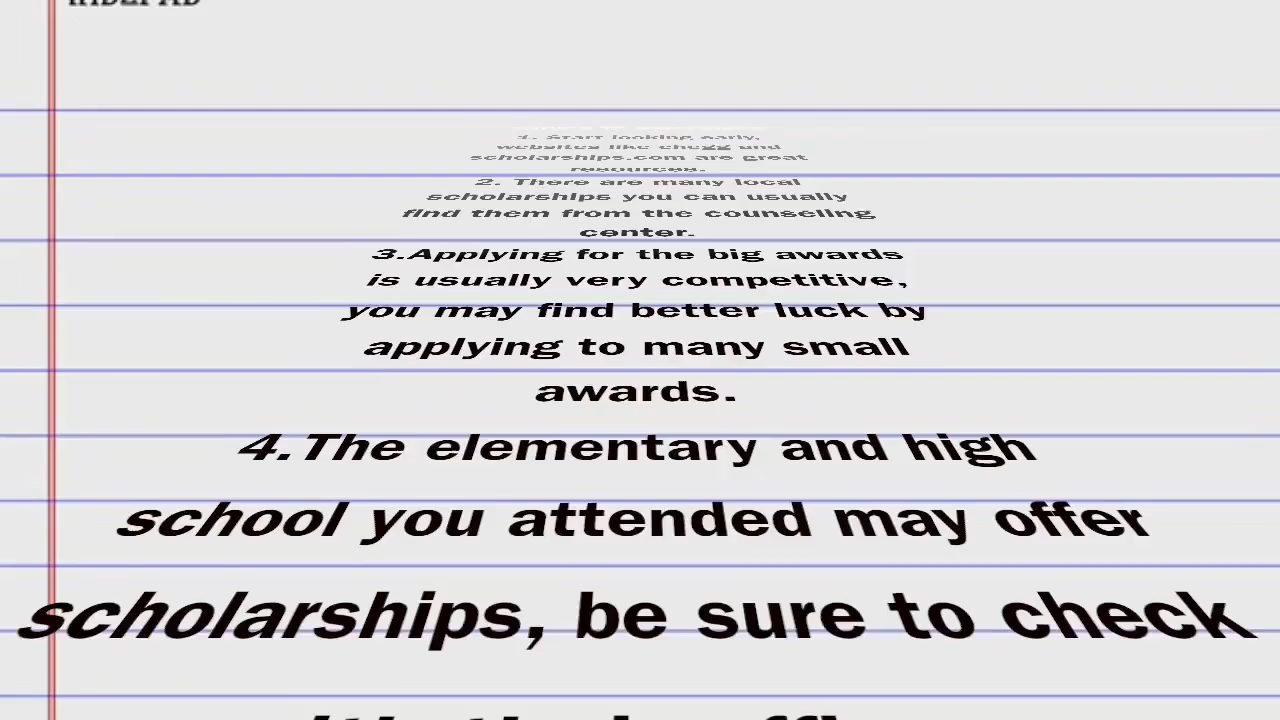 1. Start looking early,
websites like chegg and
scholarships.com are great
resources.
2. There are many local
scholarships you can usually
find them from the counseling
center.
3.Applying for the big awards
is usually very competitive,
you may find better luck by
applying to many small
awards.
4.The elementary and high
school you attended may offer
scholarships, be sure to check